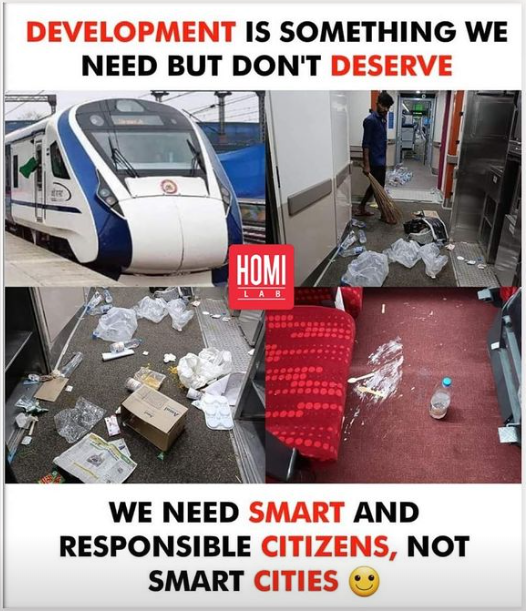 DEVELOPMENT IS SOMETHING WE
NEED BUT DON'T DESERVE
HOMI
LAB
WE NEED SMART AND
RESPONSIBLE CITIZENS, NOT
SMART CITIES